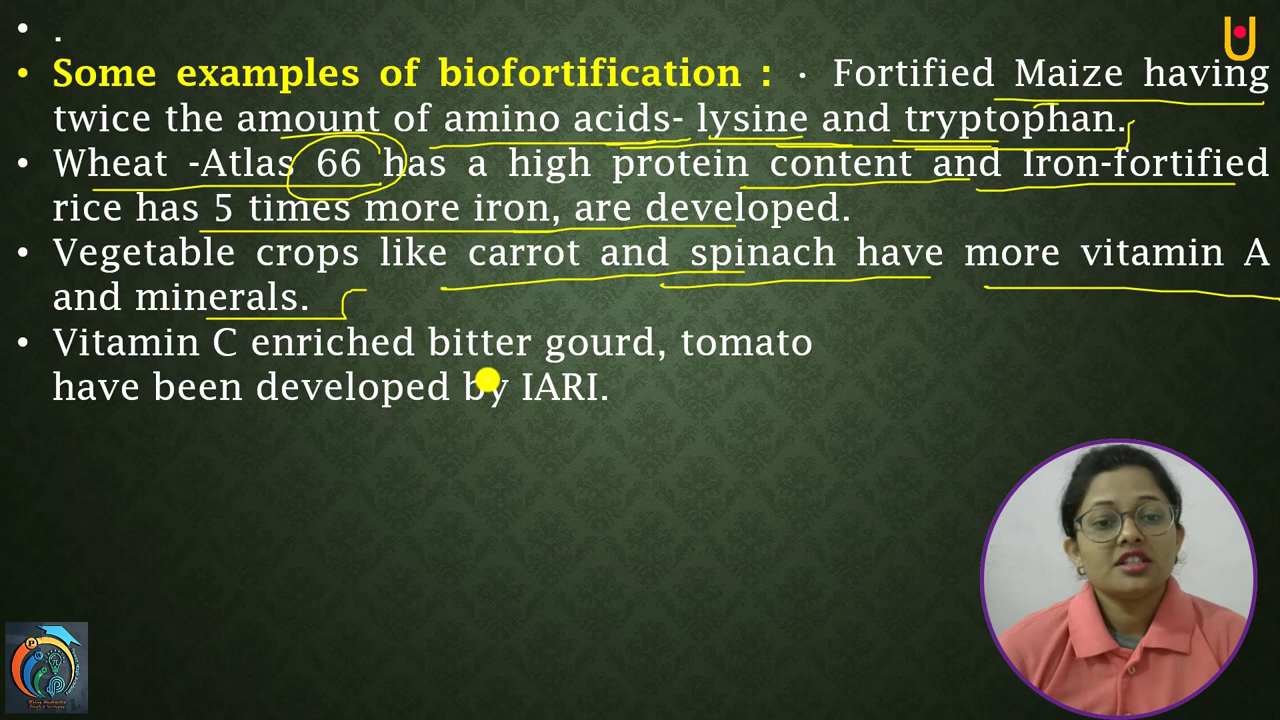 .
Some examples of biofortification : · Fortified Maize having
twice the amount of amino acids- lysine and tryptophan.
Wheat -Atlas 66 has a high protein content and Iron-fortified
rice has 5 times more iron, are developed.
Vegetable crops like carrot and spinach have more vitamin A
and minerals.
Vitamin C enriched bitter gourd, tomato
have been developed by IARI.